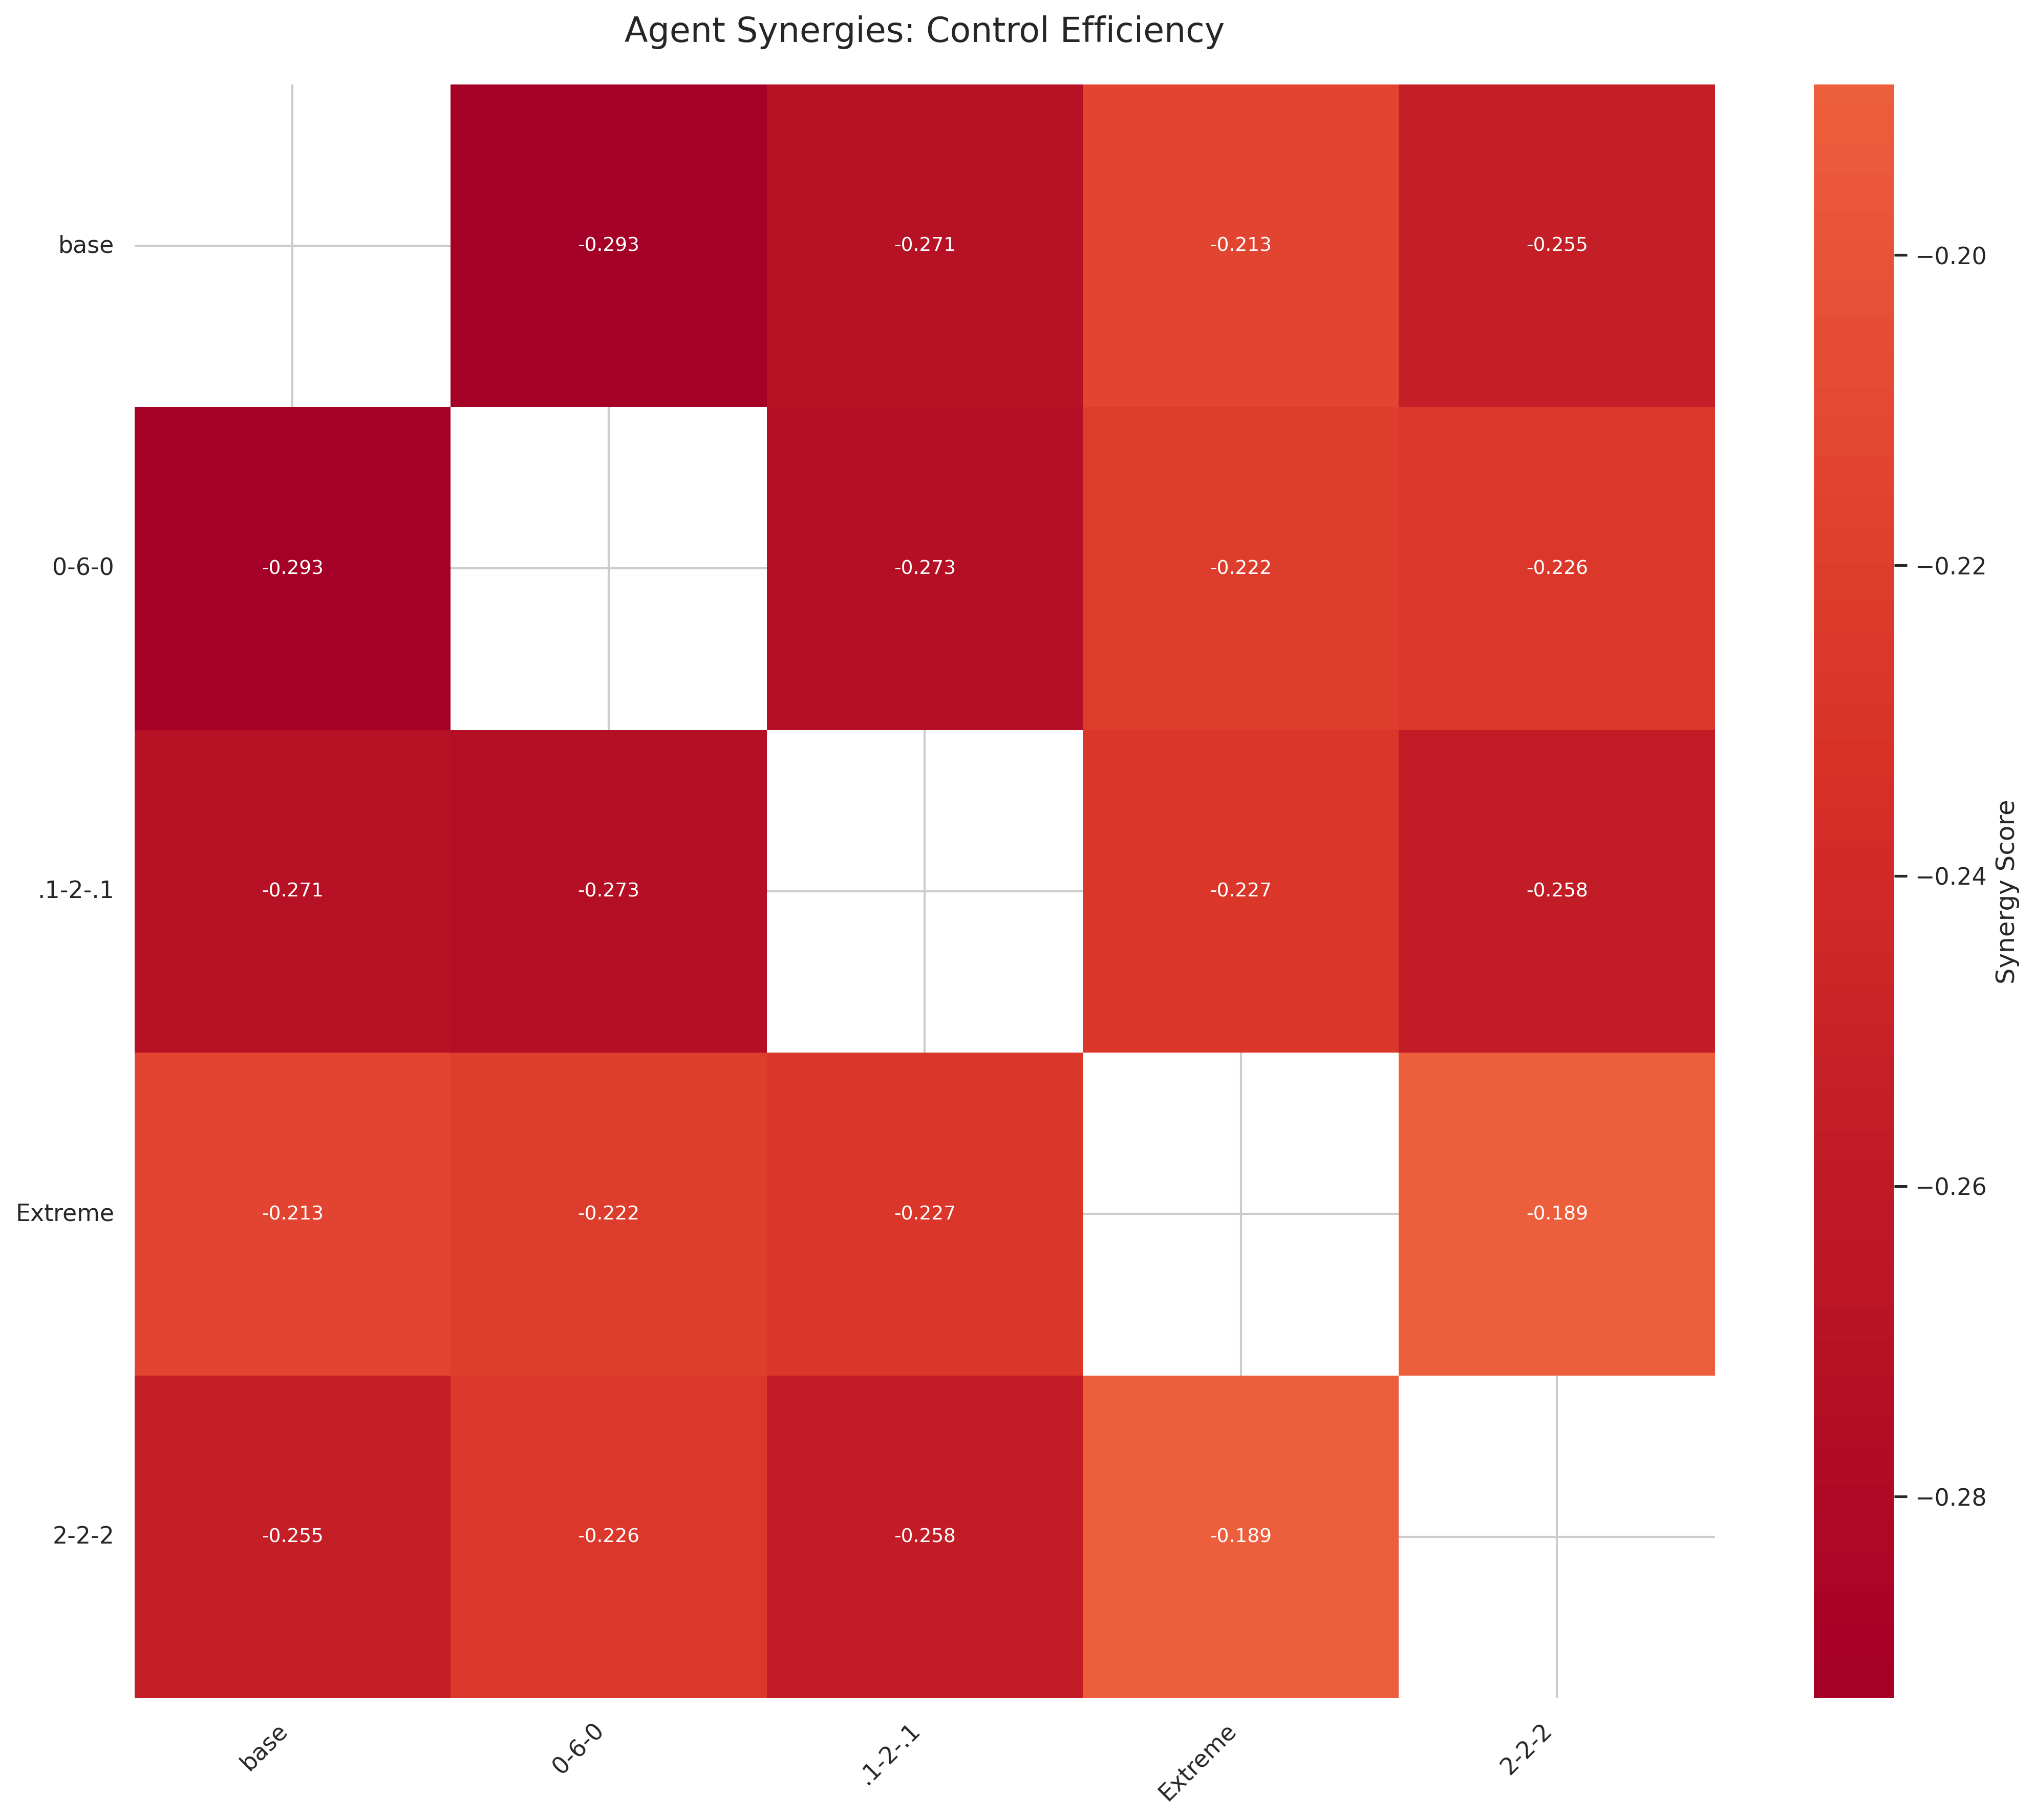 Agent Synergies: Control Efficiency
base -0.293 -0.271 -0.213 -0.255
0-6-0 -0.293 -0.273 -0.222 -0.226
.1-2-.1 -0.271 -0.273 -0.227 -0.258
Extreme -0.213 -0.222 -0.227 -0.189
2-2-2 -0.255 -0.226 -0.258 -0.189
base 0-6-0 .1-2-.1 Extreme 2-2-2
−0.20
−0.22
−0.24
−0.26
−0.28
Synergy Score